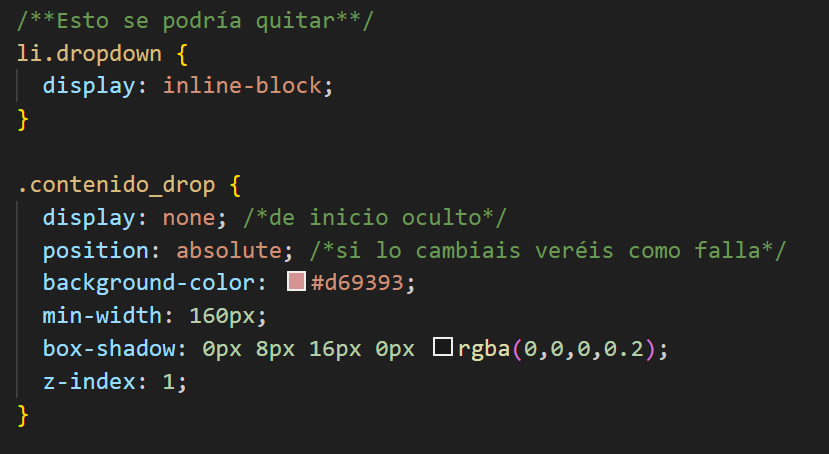 /**Esto se podría quitar**/
li.dropdown {
display: inline-block;
}
.contenido_drop {
display: none; /*de inicio oculto*/
position: absolute; /*si lo cambiais veréis como falla*/
background-color: #d69393;
min-width: 160px;
box-shadow: 0px 8px 16px 0px rgba(0,0,0,0.2);
z-index: 1;
}